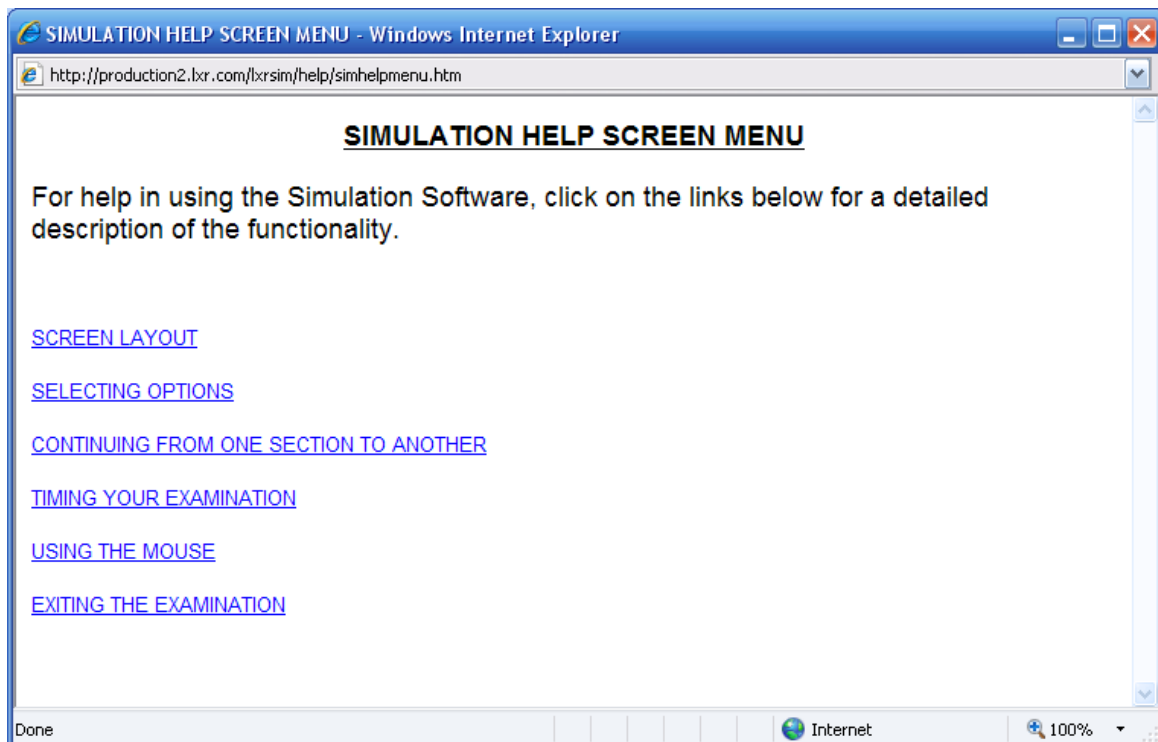 SIMULATION HELP SCREEN MENU - Windows Internet Explorer
http://production2.lxr.com/lxrsim/help/simhelpmenu.htm
SIMULATION HELP SCREEN MENU
For help in using the Simulation Software, click on the links below for a detailed
description of the functionality.
SCREEN LAYOUT
SELECTING OPTIONS
CONTINUING FROM ONE SECTION TO ANOTHER
TIMING YOUR EXAMINATION
USING THE MOUSE
EXITING THE EXAMINATION
Done Internet 100%